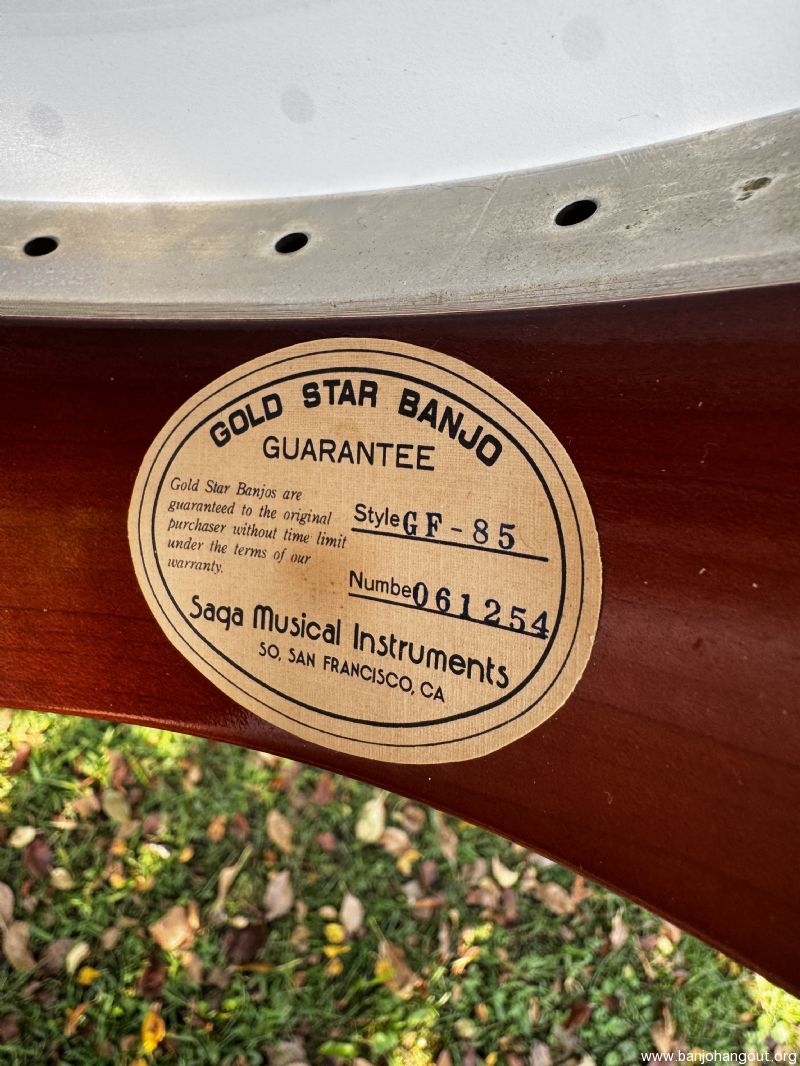 GOLD STAR BANJO
GUARANTEE
Gold Star Banjos are
guaranteed to the original
purchaser without time limit
under the terms of our
warranty.
Style GF-85
Numbe 061254
Saga Musical Instruments
SO. SAN FRANCISCO, CA
www.banjohangout.org